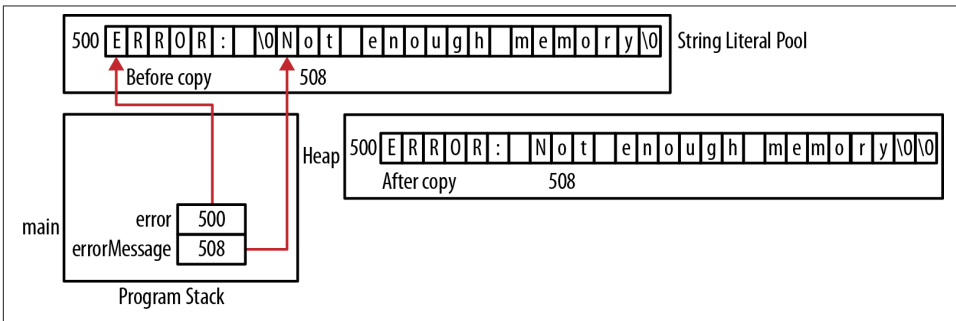 500 E R R O R : \0 N o t e n o u g h m e m o r y \0 String Literal Pool
Before copy 508
Heap 500 E R R O R : N o t e n o u g h m e m o r y \0 \0
After copy 508
main error 500
errorMessage 508
Program Stack